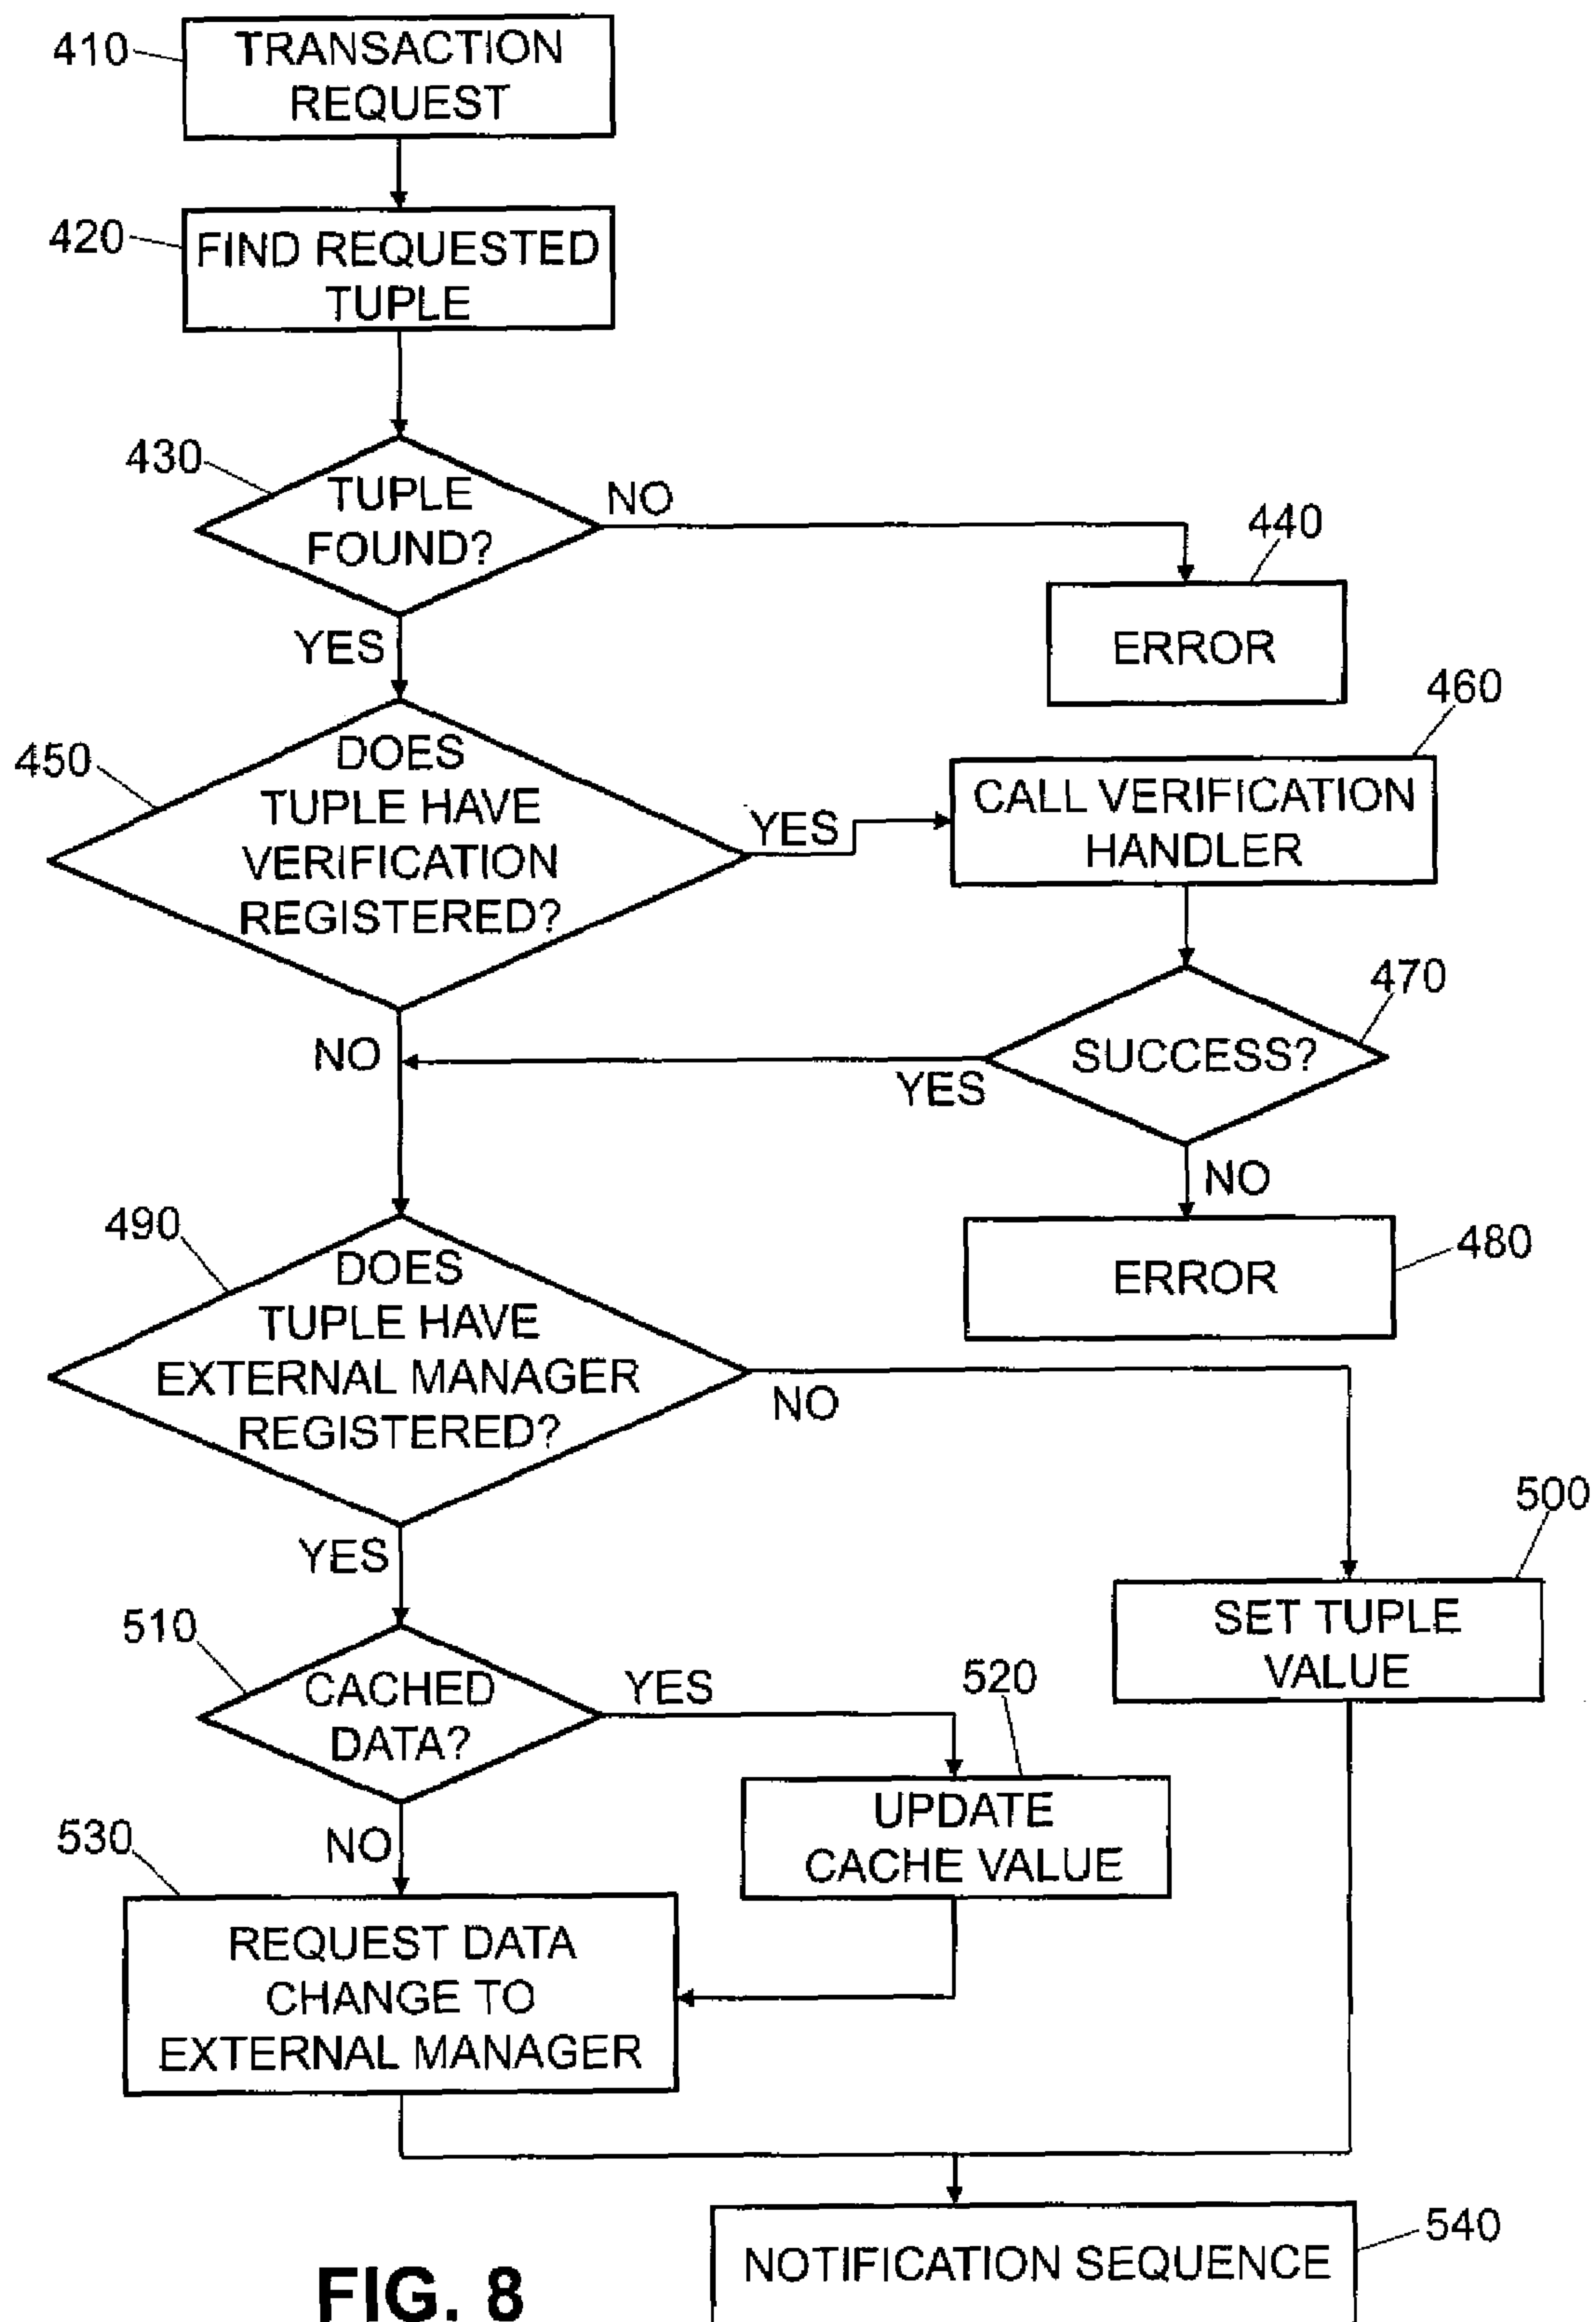 410
TRANSACTION
REQUEST
420
FIND REQUESTED
TUPLE
430
TUPLE
FOUND?
NO
440
ERROR
YES
450
DOES
TUPLE HAVE
VERIFICATION
REGISTERED?
YES
460
CALL VERIFICATION
HANDLER
470
SUCCESS?
NO
YES
NO
480
ERROR
490
DOES
TUPLE HAVE
EXTERNAL MANAGER
REGISTERED?
NO
YES
500
SET TUPLE
VALUE
510
CACHED
DATA?
YES
520
UPDATE
CACHE VALUE
NO
530
REQUEST DATA
CHANGE TO
EXTERNAL MANAGER
540
NOTIFICATION SEQUENCE
FIG. 8